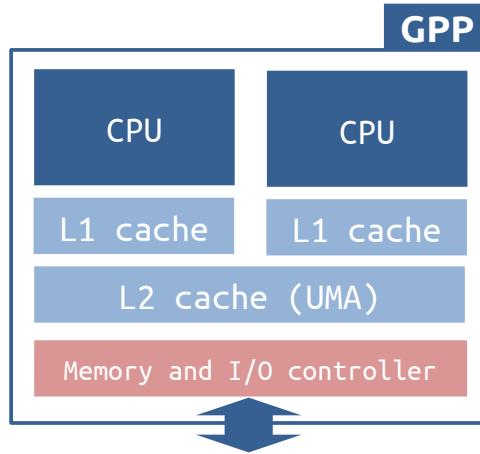 GPP
CPU
CPU
L1 cache
L1 cache
L2 cache (UMA)
Memory and I/O controller